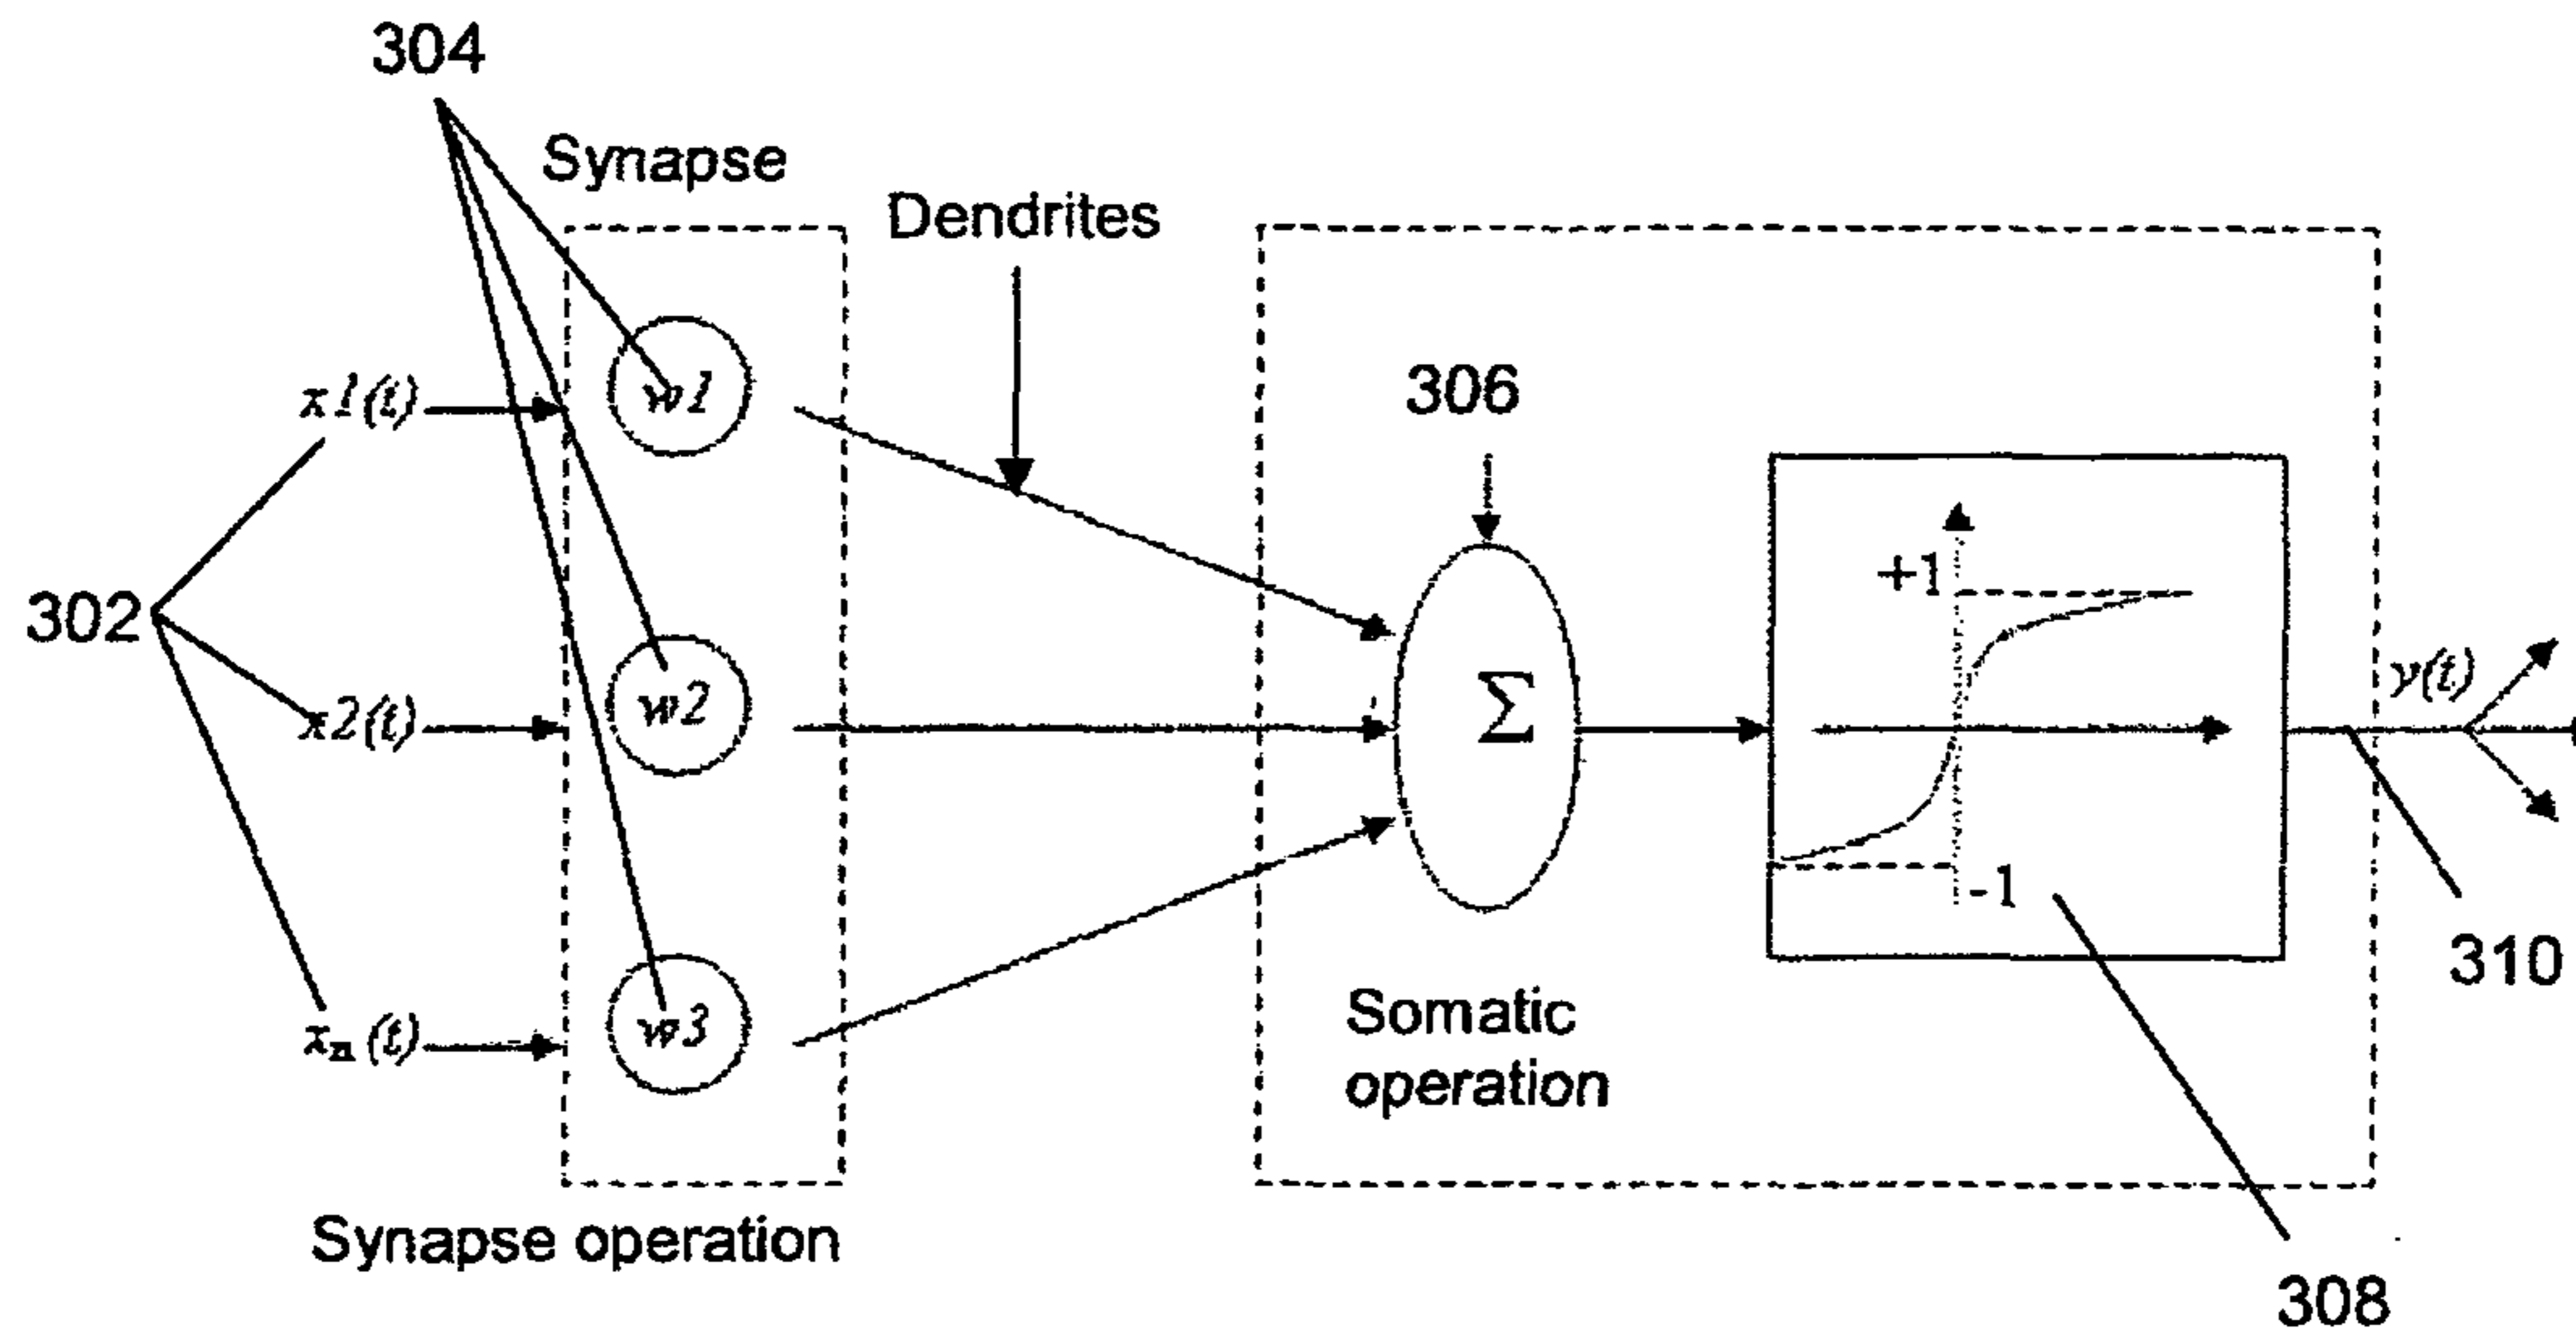 304
Synapse
Dendrites
306
x1(t)
w1
+1
302
x2(t)
w2
Σ
y(t)
-1
310
xn(t)
w3
Somatic
operation
Synapse operation
308